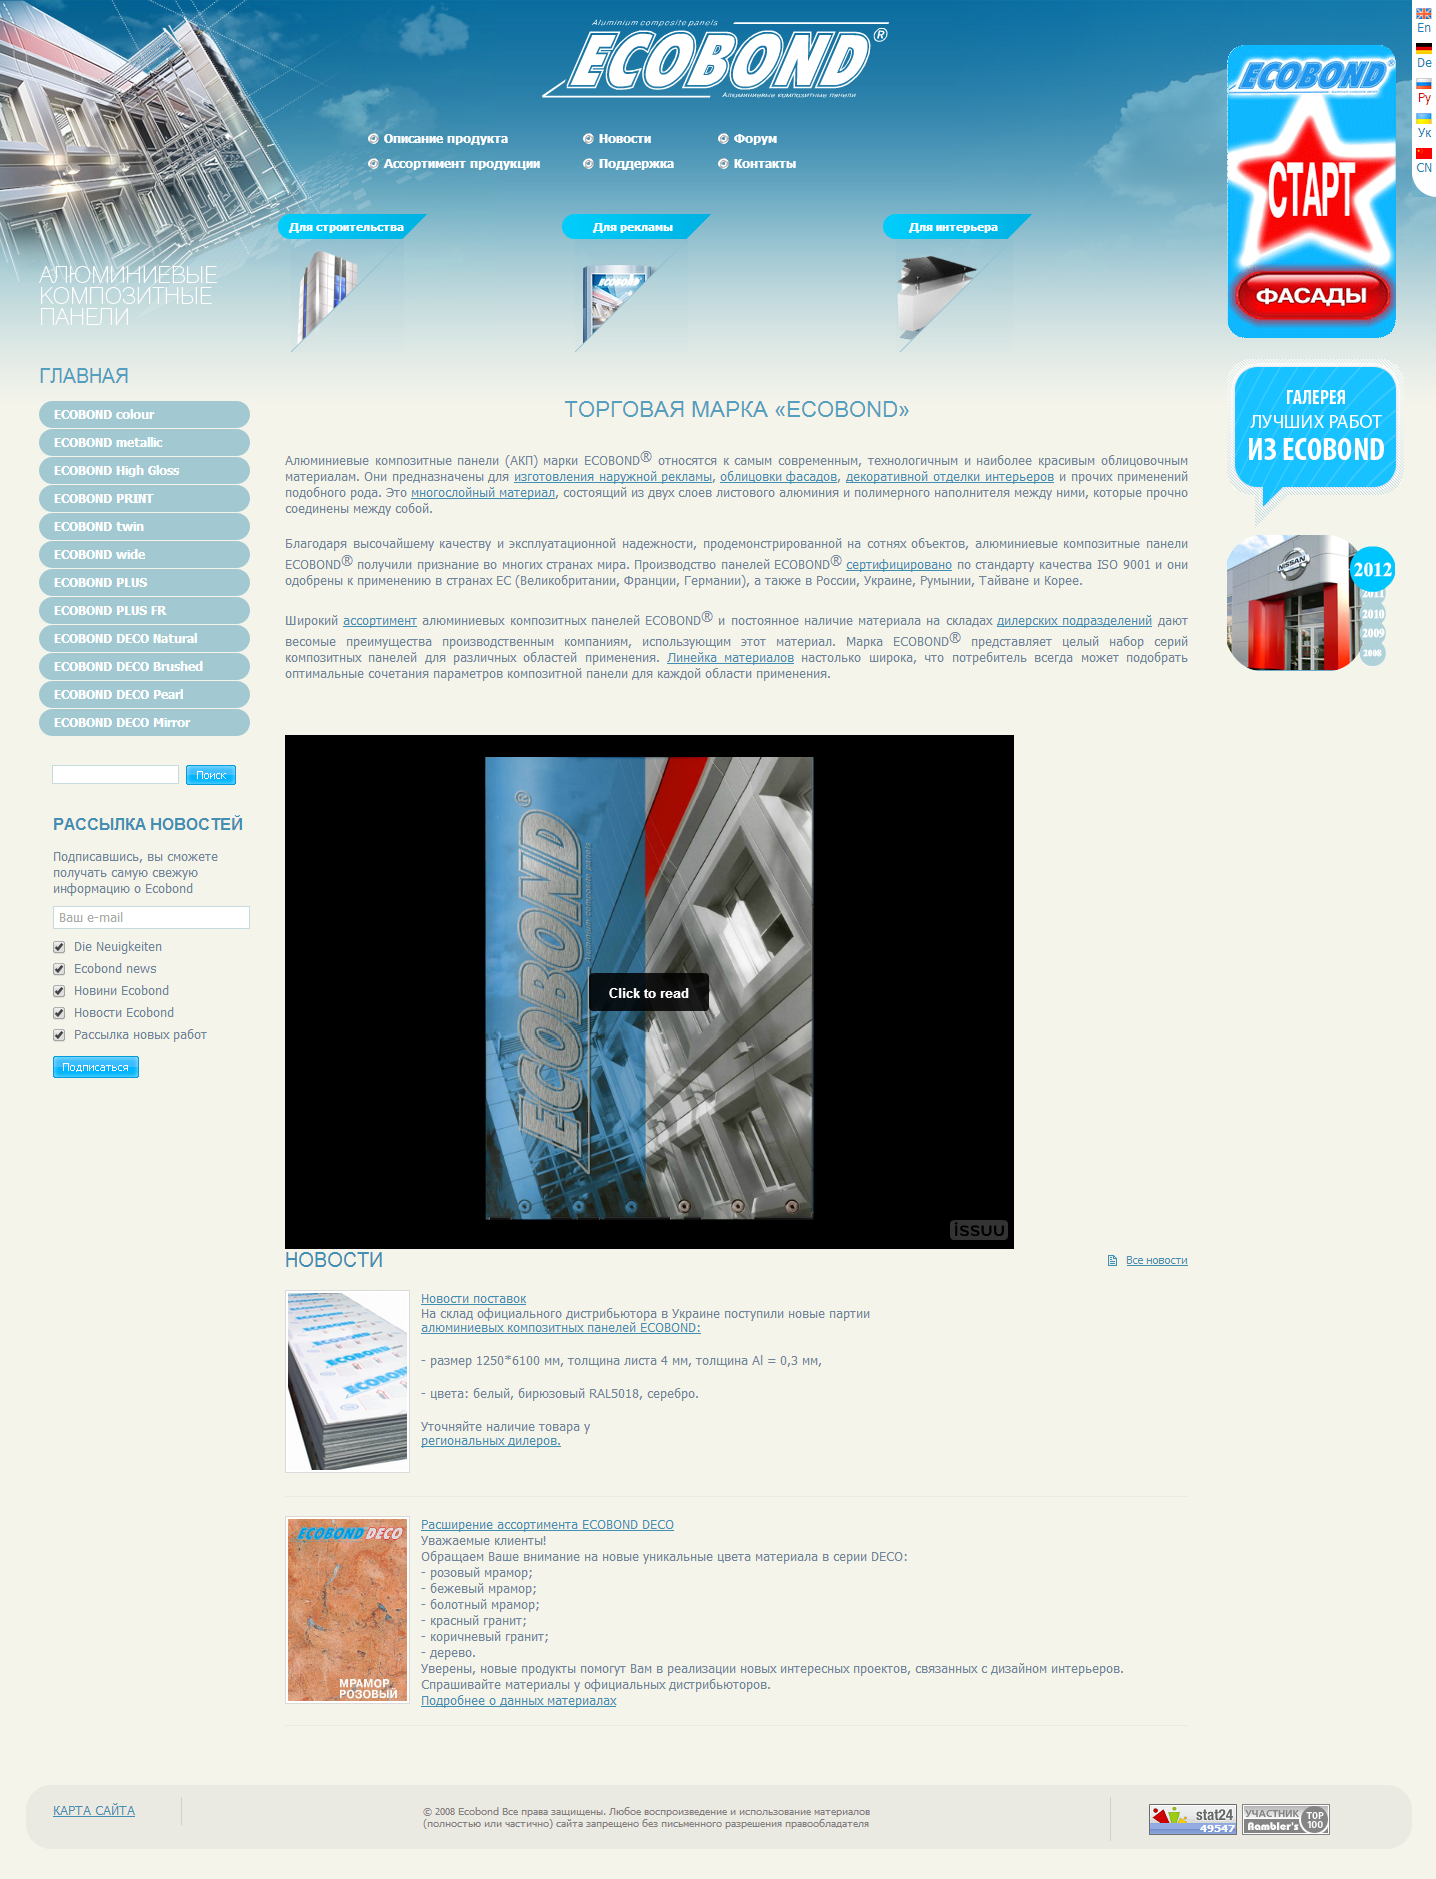 Aluminium composite panels
ECOBOND®
Алюминиевые композитные панели
En
De
Ру
Ук
CN
Описание продукта
Новости
Форум
Ассортимент продукции
Поддержка
Контакты
Для строительства
Для рекламы
Для интерьера
ECOBOND
АЛЮМИНИЕВЫЕ
КОМПОЗИТНЫЕ
ПАНЕЛИ
ECOBOND®
СТАРТ
ФАСАДЫ
ГЛАВНАЯ
ECOBOND colour
ECOBOND metallic
ECOBOND High Gloss
ECOBOND PRINT
ECOBOND twin
ECOBOND wide
ECOBOND PLUS
ECOBOND PLUS FR
ECOBOND DECO Natural
ECOBOND DECO Brushed
ECOBOND DECO Pearl
ECOBOND DECO Mirror
Поиск
РАССЫЛКА НОВОСТЕЙ
Подписавшись, вы сможете
получать самую свежую
информацию о Ecobond
Ваш e-mail
Die Neuigkeiten
Ecobond news
Новини Ecobond
Новости Ecobond
Рассылка новых работ
Подписаться
ТОРГОВАЯ МАРКА «ECOBOND»
Алюминиевые композитные панели (АКП) марки ECOBOND® относятся к самым современным, технологичным и наиболее красивым облицовочным
материалам. Они предназначены для изготовления наружной рекламы, облицовки фасадов, декоративной отделки интерьеров и прочих применений
подобного рода. Это многослойный материал, состоящий из двух слоев листового алюминия и полимерного наполнителя между ними, которые прочно
соединены между собой.
Благодаря высочайшему качеству и эксплуатационной надежности, продемонстрированной на сотнях объектов, алюминиевые композитные панели
ECOBOND® получили признание во многих странах мира. Производство панелей ECOBOND® сертифицировано по стандарту качества ISO 9001 и они
одобрены к применению в странах ЕС (Великобритании, Франции, Германии), а также в России, Украине, Румынии, Тайване и Корее.
Широкий ассортимент алюминиевых композитных панелей ECOBOND® и постоянное наличие материала на складах дилерских подразделений дают
весомые преимущества производственным компаниям, использующим этот материал. Марка ECOBOND® представляет целый набор серий
композитных панелей для различных областей применения. Линейка материалов настолько широка, что потребитель всегда может подобрать
оптимальные сочетания параметров композитной панели для каждой области применения.
ГАЛЕРЕЯ
ЛУЧШИХ РАБОТ
ИЗ ECOBOND
NISSAN
2012
2011
2010
2009
2008
ECOBOND®
Aluminium composite panels
Click to read
issuu
НОВОСТИ
Все новости
ECOBOND
Новости поставок
На склад официального дистрибьютора в Украине поступили новые партии
алюминиевых композитных панелей ECOBOND:
- размер 1250*6100 мм, толщина листа 4 мм, толщина Al = 0,3 мм,
- цвета: белый, бирюзовый RAL5018, серебро.
Уточняйте наличие товара у
региональных дилеров.
ECOBOND DECO
МРАМОР
РОЗОВЫЙ
Расширение ассортимента ECOBOND DECO
Уважаемые клиенты!
Обращаем Ваше внимание на новые уникальные цвета материала в серии DECO:
- розовый мрамор;
- бежевый мрамор;
- болотный мрамор;
- красный гранит;
- коричневый гранит;
- дерево.
Уверены, новые продукты помогут Вам в реализации новых интересных проектов, связанных с дизайном интерьеров.
Спрашивайте материалы у официальных дистрибьюторов.
Подробнее о данных материалах
КАРТА САЙТА
© 2008 Ecobond Все права защищены. Любое воспроизведение и использование материалов
(полностью или частично) сайта запрещено без письменного разрешения правообладателя
stat24
49547
УЧАСТНИК
Rambler's
TOP
100